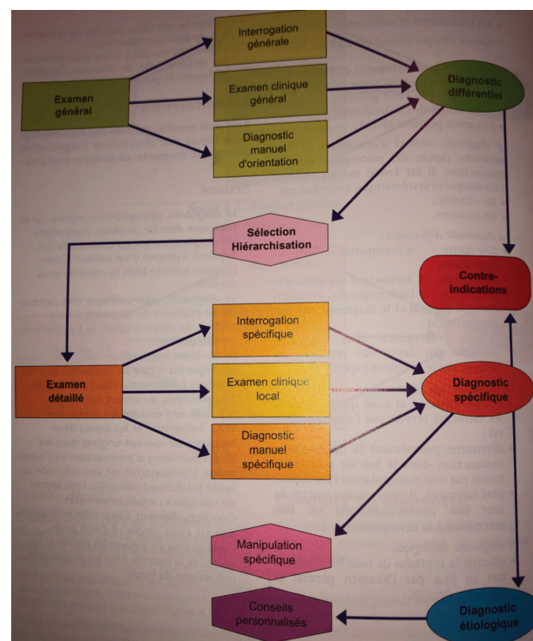 Interrogation
générale
Examen
général
Examen clinique
général
Diagnostic
différentiel
Diagnostic
manuel
d'orientation
Sélection
Hiérarchisation
Contre-
indications
Interrogation
spécifique
Examen
détaillé
Examen clinique
local
Diagnostic
spécifique
Diagnostic
manuel
spécifique
Manipulation
spécifique
Conseils
personnalisés
Diagnostic
étiologique